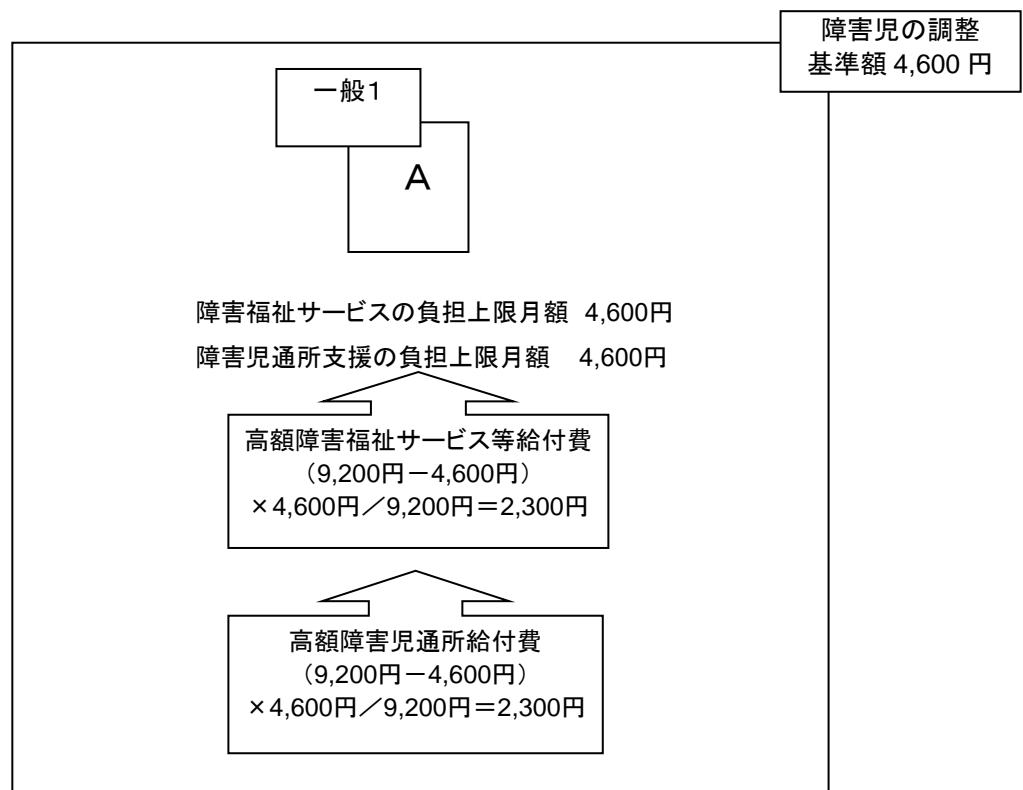 障害児の調整
基準額 4,600 円
一般１
Ａ
障害福祉サービスの負担上限月額 4,600円
障害児通所支援の負担上限月額 4,600円
高額障害福祉サービス等給付費
（9,200円－4,600円）
×4,600円／9,200円＝2,300円
高額障害児通所給付費
（9,200円－4,600円）
×4,600円／9,200円＝2,300円